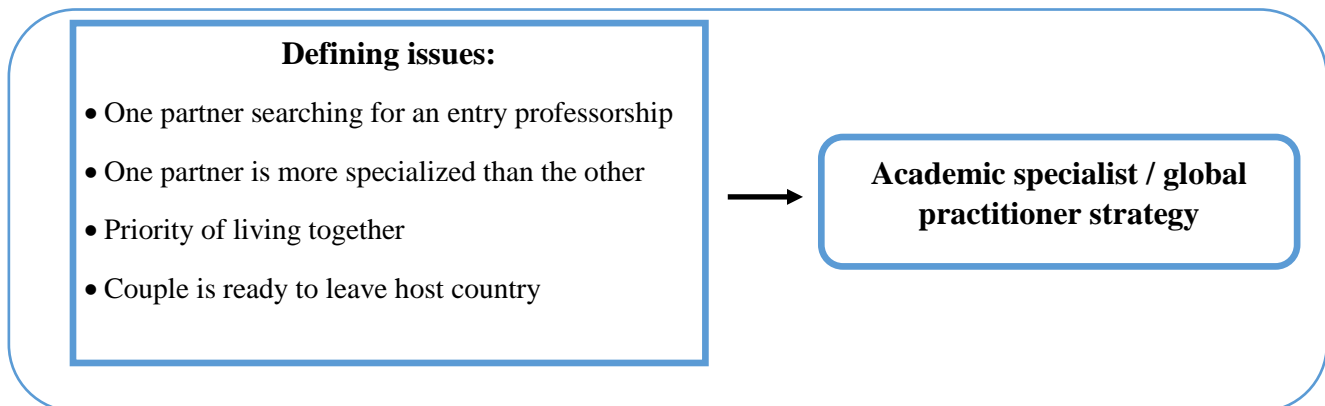 Defining issues:
• One partner searching for an entry professorship
• One partner is more specialized than the other
• Priority of living together
• Couple is ready to leave host country
Academic specialist / global
practitioner strategy